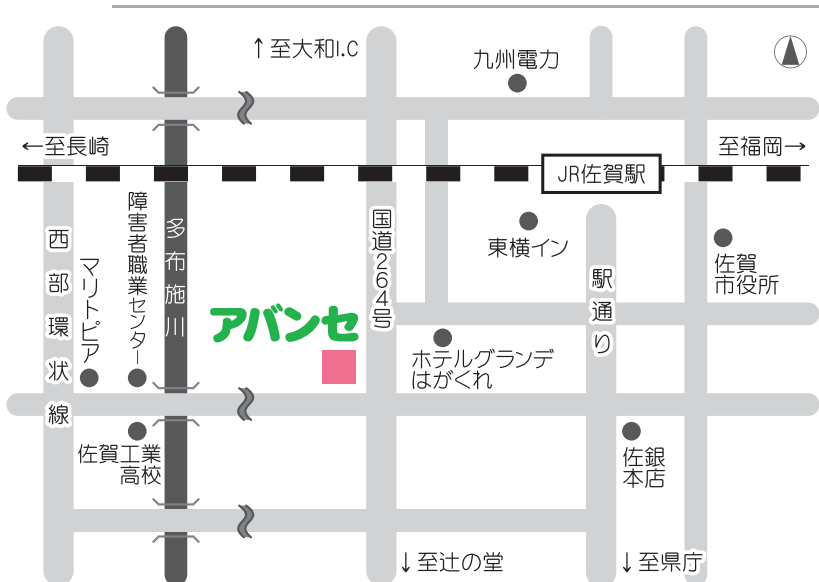 ↑至大和I.C
九州電力
←至長崎
至福岡→
JR佐賀駅
西部環状線
マリトピア
障害者職業センター
多布施川
アバンセ
国道264号
東横イン
駅通り
佐賀
市役所
ホテルグランデ
はがくれ
佐賀工業
高校
佐銀
本店
↓至辻の堂
↓至県庁